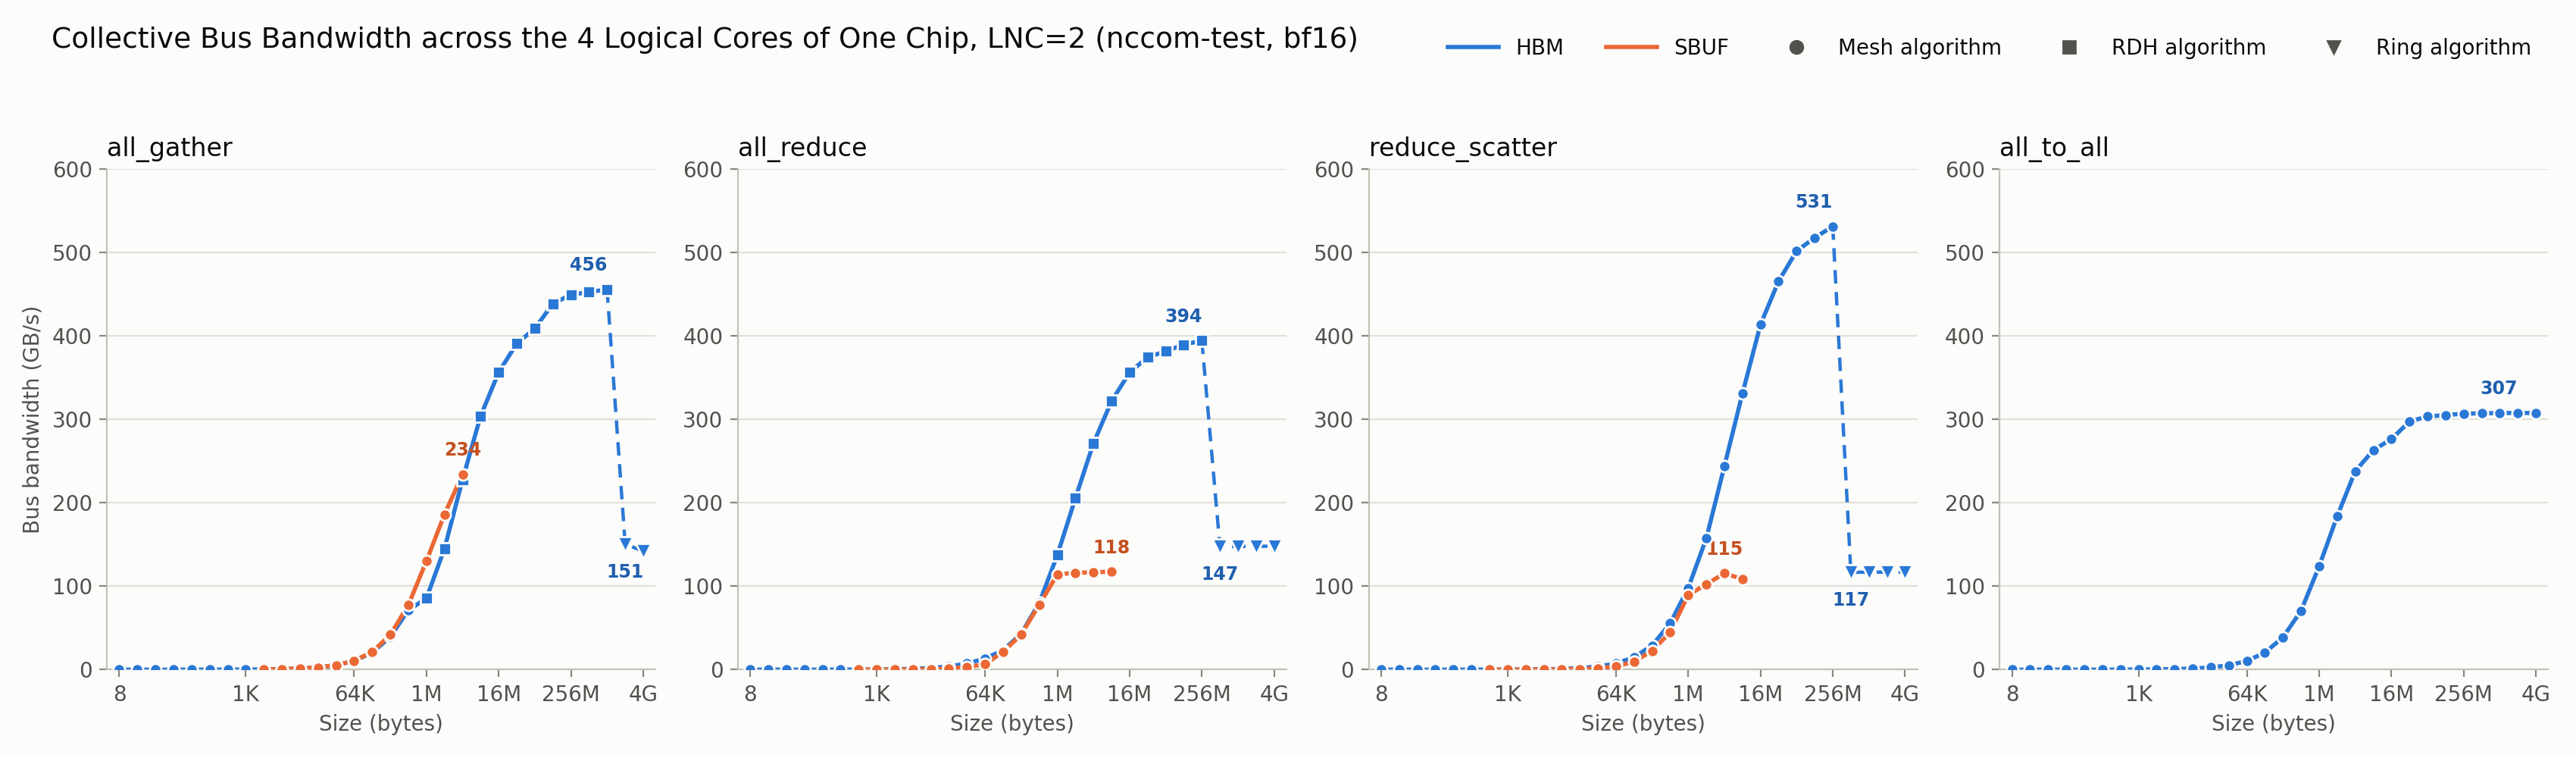 Collective Bus Bandwidth across the 4 Logical Cores of One Chip, LNC=2 (nccom-test, bf16)
HBM SBUF Mesh algorithm RDH algorithm Ring algorithm
all_gather
Bus bandwidth (GB/s)
600
500
400
300
200
100
0
456
234
151
8 1K 64K 1M 16M 256M 4G
Size (bytes)
all_reduce
600
500
400
300
200
100
0
394
118
147
8 1K 64K 1M 16M 256M 4G
Size (bytes)
reduce_scatter
600
500
400
300
200
100
0
531
115
117
8 1K 64K 1M 16M 256M 4G
Size (bytes)
all_to_all
600
500
400
300
200
100
0
307
8 1K 64K 1M 16M 256M 4G
Size (bytes)